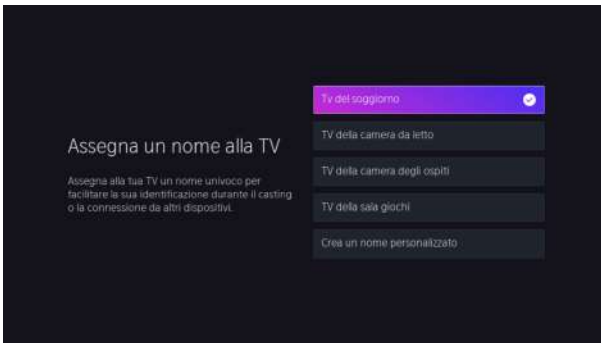 Assegna un nome alla TV
Assegna alla tua TV un nome univoco per
facilitare la sua identificazione durante il casting
o la connessione da altri dispositivi.
Tv del soggiorno
TV della camera da letto
TV della camera degli ospiti
TV della sala giochi
Crea un nome personalizzato